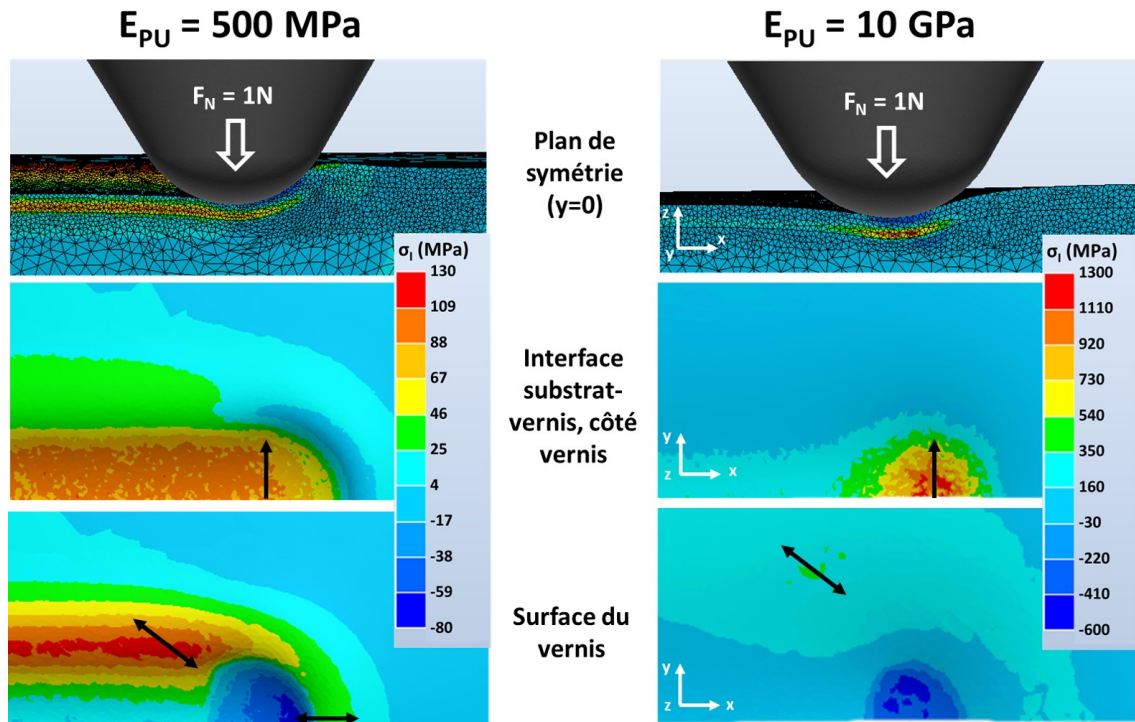 E_PU = 500 MPa
E_PU = 10 GPa
F_N = 1N
F_N = 1N
Plan de
symétrie
(y=0)
z
x
y
σ_I (MPa)
130
109
88
67
46
25
4
-17
-38
-59
-80
σ_I (MPa)
1300
1110
920
730
540
350
160
-30
-220
-410
-600
Interface
substrat-
vernis, côté
vernis
y
z
x
Surface du
vernis
y
z
x